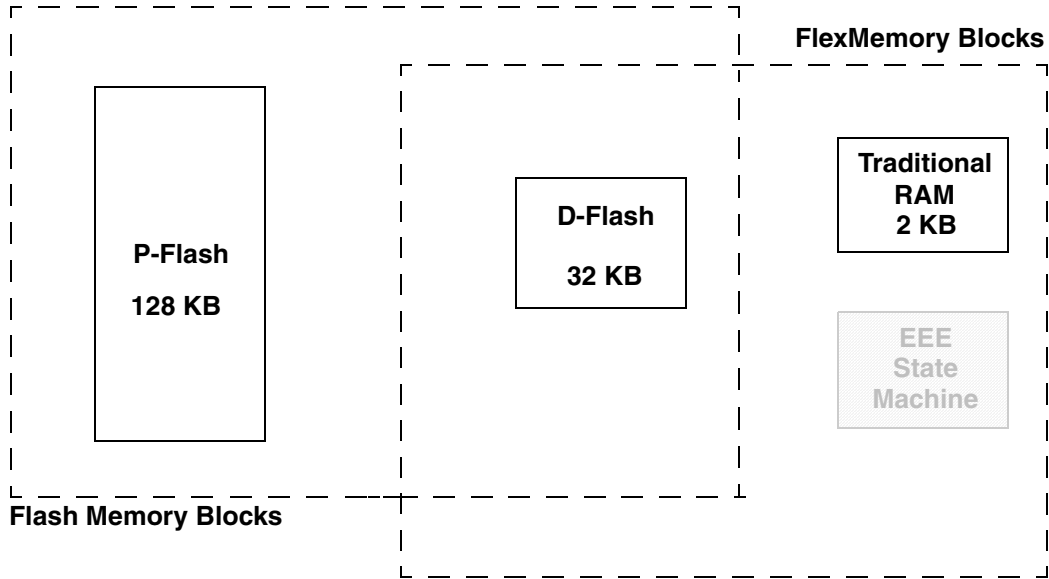 FlexMemory Blocks
P-Flash
128 KB
D-Flash
32 KB
Traditional
RAM
2 KB
EEE
State
Machine
Flash Memory Blocks